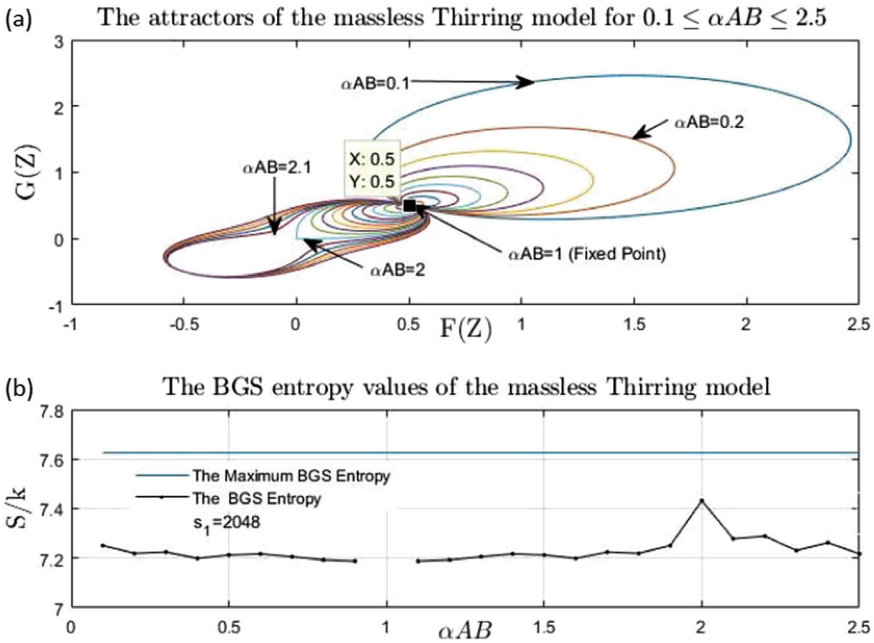 (a)
The attractors of the massless Thirring model for 0.1 ≤ αAB ≤ 2.5
3
2
1
0
-1
G(Z)
αAB=0.1
αAB=0.2
αAB=2.1
X: 0.5
Y: 0.5
αAB=1 (Fixed Point)
αAB=2
-1
-0.5
0
0.5
1
1.5
2
2.5
F(Z)
(b)
The BGS entropy values of the massless Thirring model
7.8
7.6
7.4
7.2
7
S/k
The Maximum BGS Entropy
The BGS Entropy
s₁=2048
0
0.5
1
1.5
2
2.5
αAB